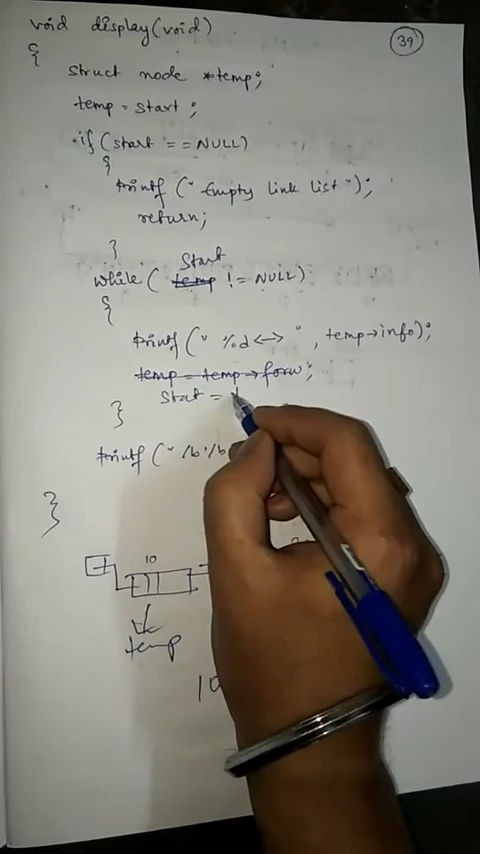 void display(void)
39
{
struct node *temp;
temp = start;
if (start == NULL)
{
printf (" Empty link list ");
return;
}
Start
while ( temp != NULL)
{
printf (" %d<-> ", temp→info);
temp = temp→forw;
Start =
}
printf (" /b /b
}
10
temp
10